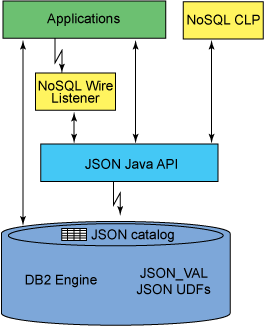 Applications
NoSQL CLP
NoSQL Wire
Listener
JSON Java API
JSON catalog
DB2 Engine
JSON_VAL
JSON UDFs